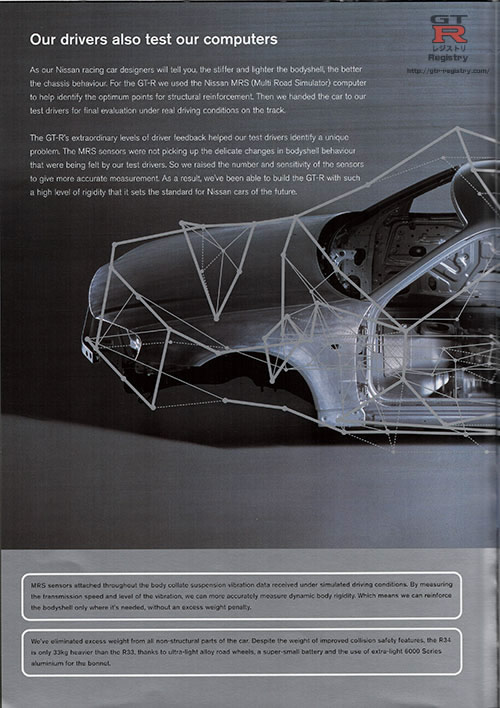 Our drivers also test our computers
GT
R
レジストリ
Registry
http://gtr-registry.com/
As our Nissan racing car designers will tell you, the stiffer and lighter the bodyshell, the better
the chassis behaviour. For the GT-R we used the Nissan MRS (Multi Road Simulator) computer
to help identify the optimum points for structural reinforcement. Then we handed the car to our
test drivers for final evaluation under real driving conditions on the track.
The GT-R's extraordinary levels of driver feedback helped our test drivers identify a unique
problem. The MRS sensors were not picking up the delicate changes in bodyshell behaviour
that were being felt by our test drivers. So we raised the number and sensitivity of the sensors
to give more accurate measurement. As a result, we've been able to build the GT-R with such
a high level of rigidity that it sets the standard for Nissan cars of the future.
MRS sensors attached throughout the body collate suspension vibration data received under simulated driving conditions. By measuring
the transmission speed and level of the vibration, we can more accurately measure dynamic body rigidity. Which means we can reinforce
the bodyshell only where it's needed, without an excess weight penalty.
We've eliminated excess weight from all non-structural parts of the car. Despite the weight of improved collision safety features, the R34
is only 33kg heavier than the R33, thanks to ultra-light alloy road wheels, a super-small battery and the use of extra-light 6000 Series
aluminium for the bonnet.